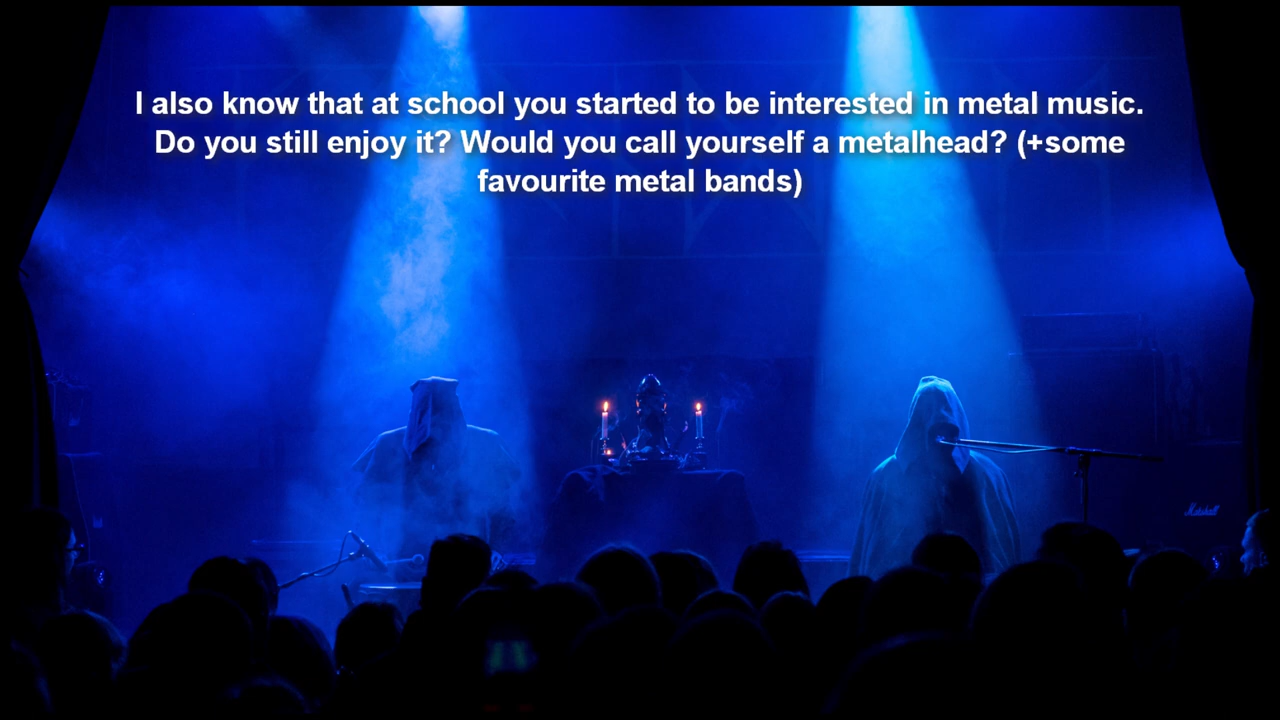 I also know that at school you started to be interested in metal music.
Do you still enjoy it? Would you call yourself a metalhead? (+some
favourite metal bands)
Marshall